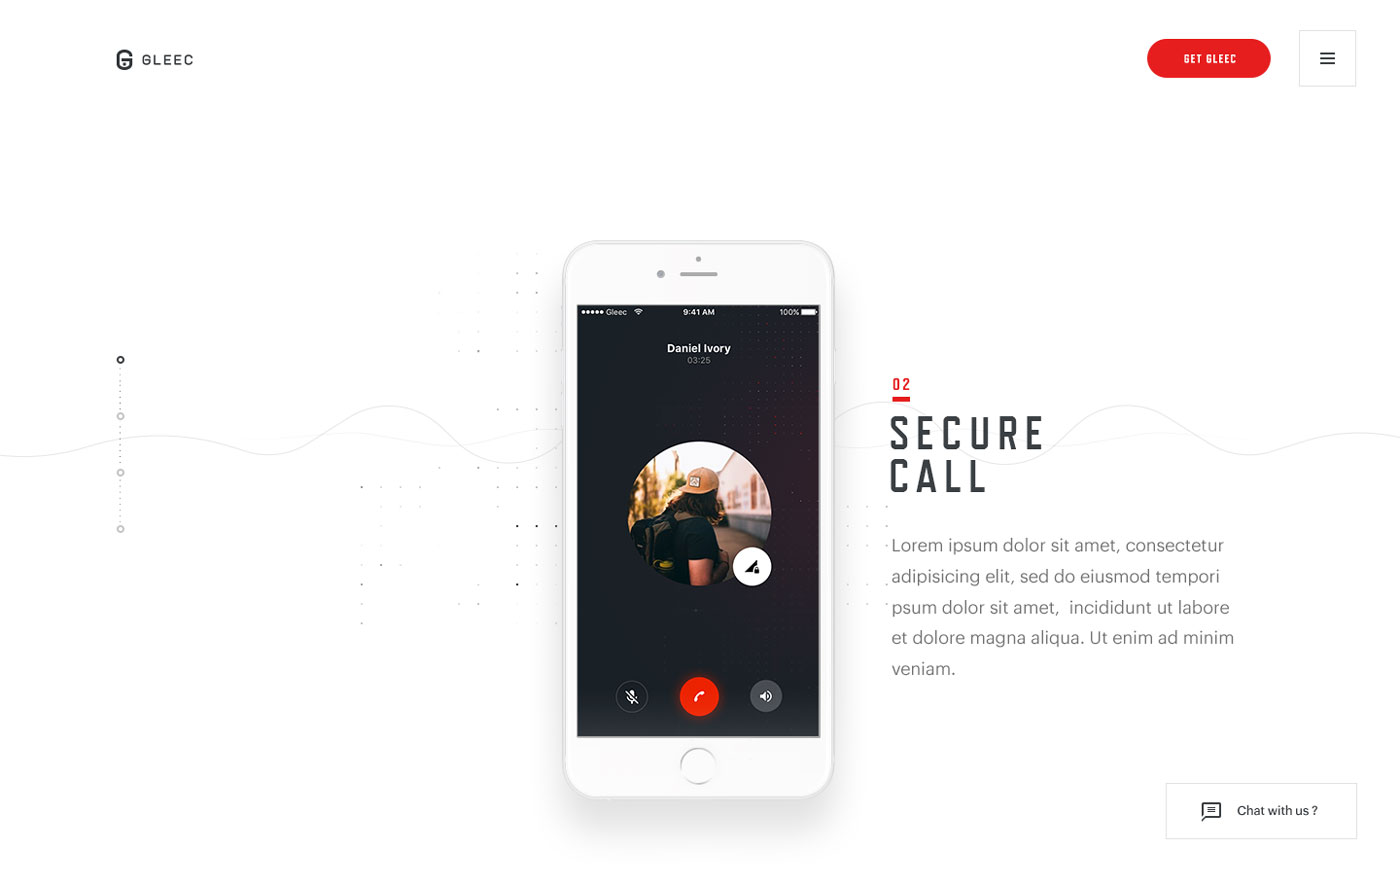 GLEEC
GET GLEEC
Gleec
9:41 AM
100%
Daniel Ivory
03:25
02
SECURE
CALL
Lorem ipsum dolor sit amet, consectetur
adipisicing elit, sed do eiusmod tempori
psum dolor sit amet,  incididunt ut labore
et dolore magna aliqua. Ut enim ad minim
veniam.
Chat with us ?